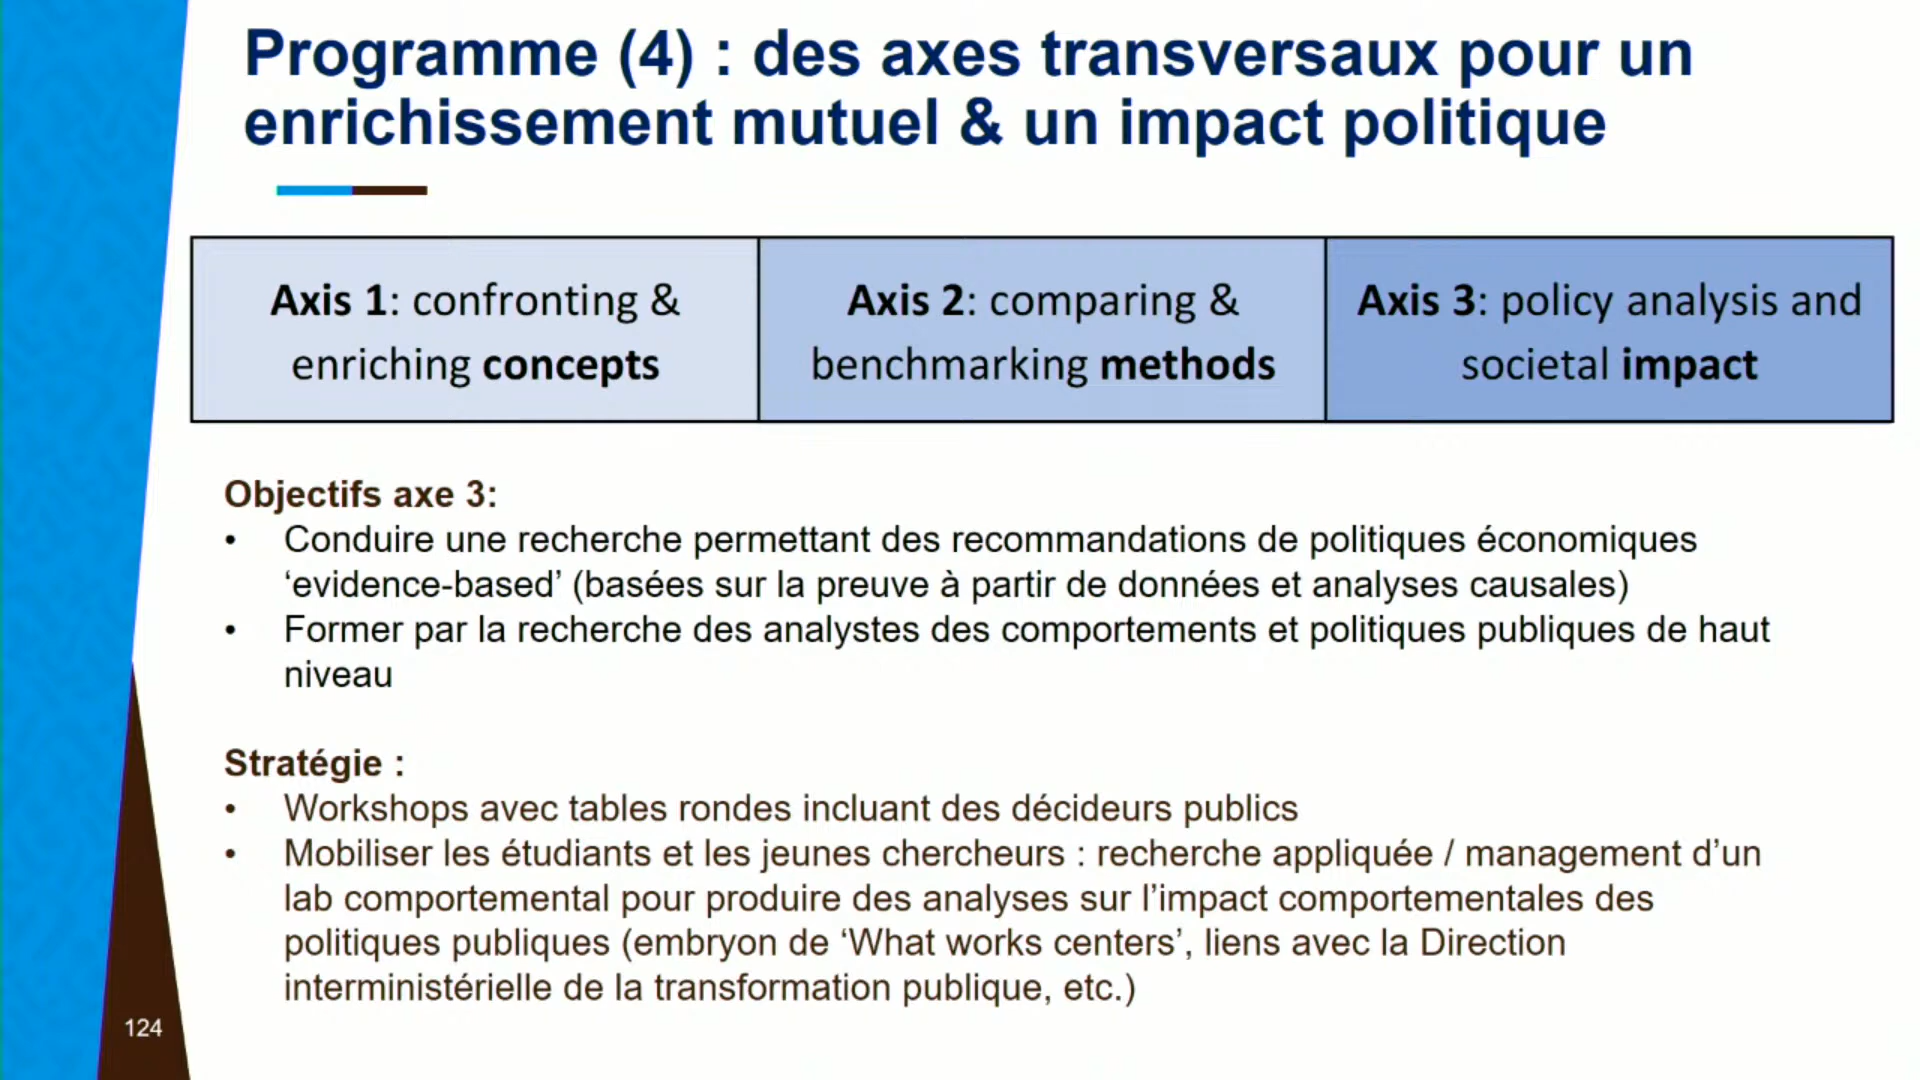 Programme (4) : des axes transversaux pour un
enrichissement mutuel & un impact politique
Axis 1: confronting &
enriching concepts
Axis 2: comparing &
benchmarking methods
Axis 3: policy analysis and
societal impact
Objectifs axe 3:
• Conduire une recherche permettant des recommandations de politiques économiques
‘evidence-based’ (basées sur la preuve à partir de données et analyses causales)
• Former par la recherche des analystes des comportements et politiques publiques de haut
niveau
Stratégie :
• Workshops avec tables rondes incluant des décideurs publics
• Mobiliser les étudiants et les jeunes chercheurs : recherche appliquée / management d’un
lab comportemental pour produire des analyses sur l’impact comportementales des
politiques publiques (embryon de ‘What works centers’, liens avec la Direction
interministérielle de la transformation publique, etc.)
124